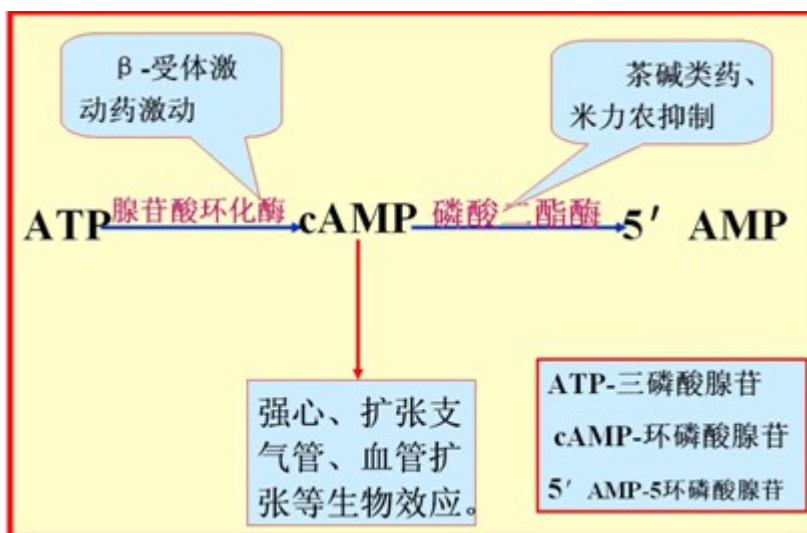 β-受体激
动药激动
茶碱类药、
米力农抑制
ATP 腺苷酸环化酶 cAMP 磷酸二酯酶 5′ AMP
强心、扩张支
气管、血管扩
张等生物效应。
ATP-三磷酸腺苷
cAMP-环磷酸腺苷
5′ AMP-5环磷酸腺苷